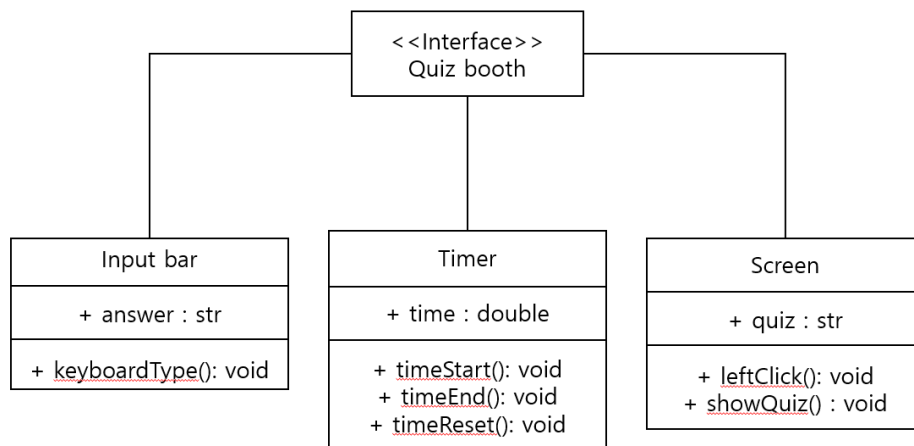 <<Interface>>
Quiz booth
Input bar
+ answer : str
+ keyboardType(): void
Timer
+ time : double
+ timeStart(): void
+ timeEnd(): void
+ timeReset(): void
Screen
+ quiz : str
+ leftClick(): void
+ showQuiz() : void